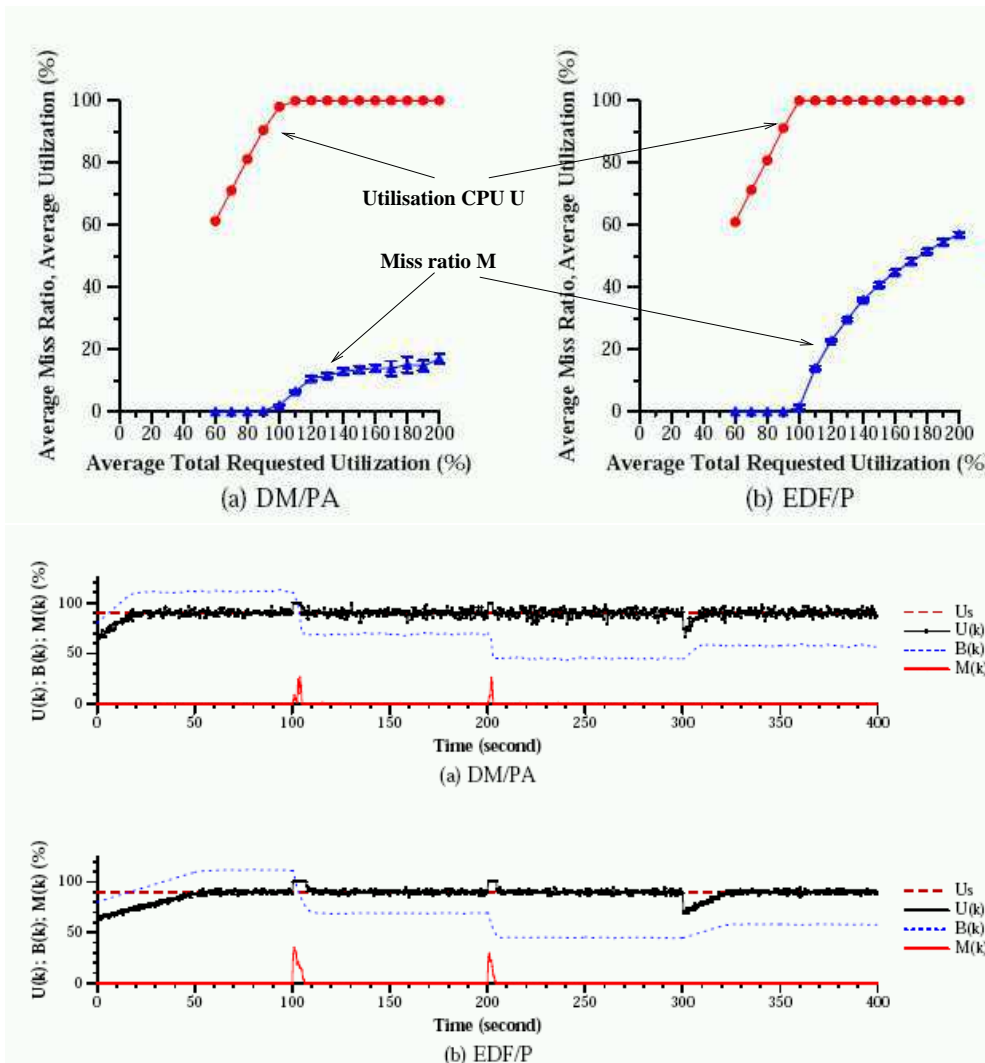 Average Miss Ratio, Average Utilization (%)
100
80
60
40
20
0
0 20 40 60 80 100 120 140 160 180 200
Average Total Requested Utilization (%)
(a) DM/PA
Utilisation CPU U
Miss ratio M
Average Miss Ratio, Average Utilization (%)
100
80
60
40
20
0
0 20 40 60 80 100 120 140 160 180 200
Average Total Requested Utilization (%)
(b) EDF/P
U(k); B(k); M(k) (%)
100
50
0
0 50 100 150 200 250 300 350 400
Time (second)
(a) DM/PA
Us
U(k)
B(k)
M(k)
U(k); B(k); M(k) (%)
100
50
0
0 50 100 150 200 250 300 350 400
Time (second)
(b) EDF/P
Us
U(k)
B(k)
M(k)